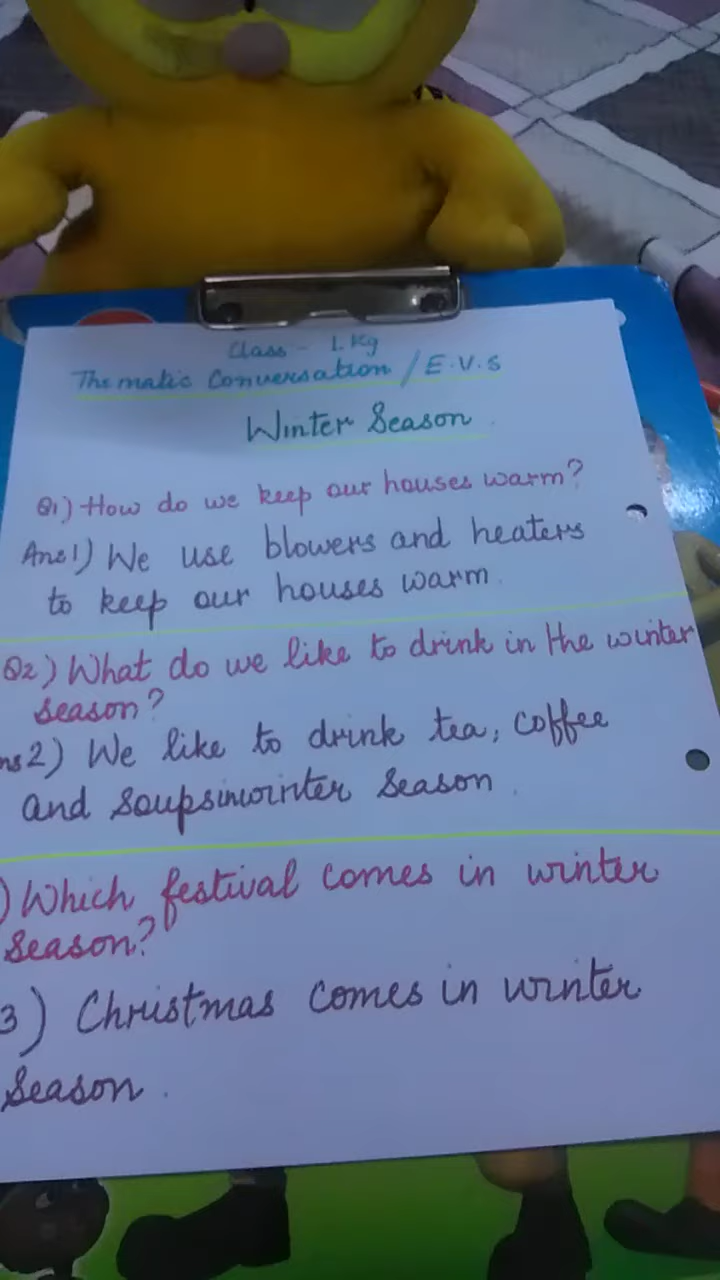 Class - L.Kg
Thematic Conversation / E.V.S
Winter Season
Q1) How do we keep our houses warm?
Ans1) We use blowers and heaters
to keep our houses warm.
Q2) What do we like to drink in the winter
season?
ns2) We like to drink tea, coffee
and soupsinwinter season.
) Which festival comes in winter
season?
3) Christmas comes in winter
season.